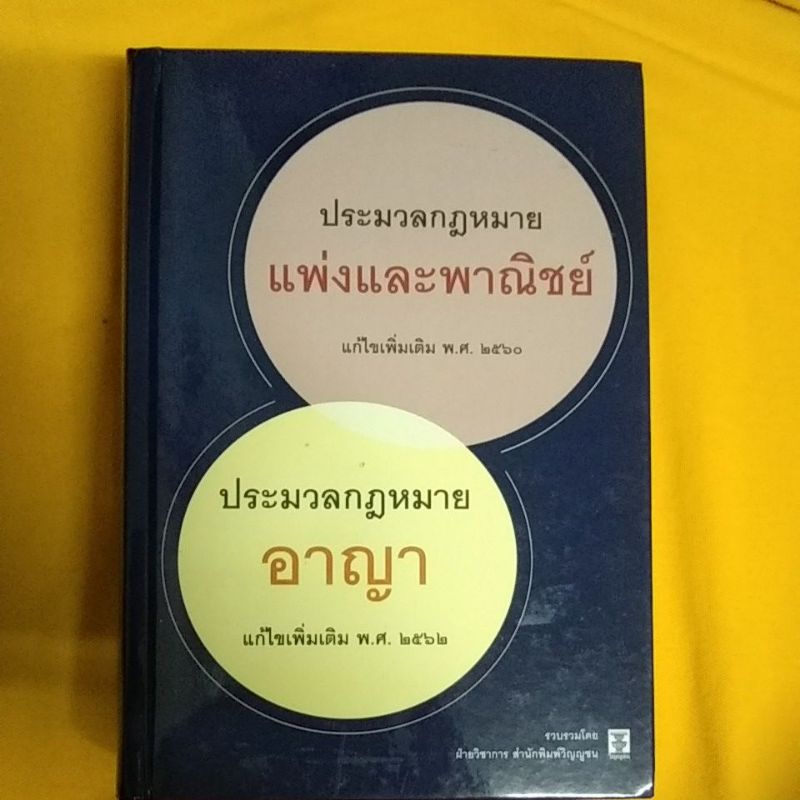 ประมวลกฎหมาย
แพ่งและพาณิชย์
แก้ไขเพิ่มเติม พ.ศ. ๒๕๖๐
ประมวลกฎหมาย
อาญา
แก้ไขเพิ่มเติม พ.ศ. ๒๕๖๒
รวบรวมโดย
ฝ่ายวิชาการ สำนักพิมพ์วิญญูชน